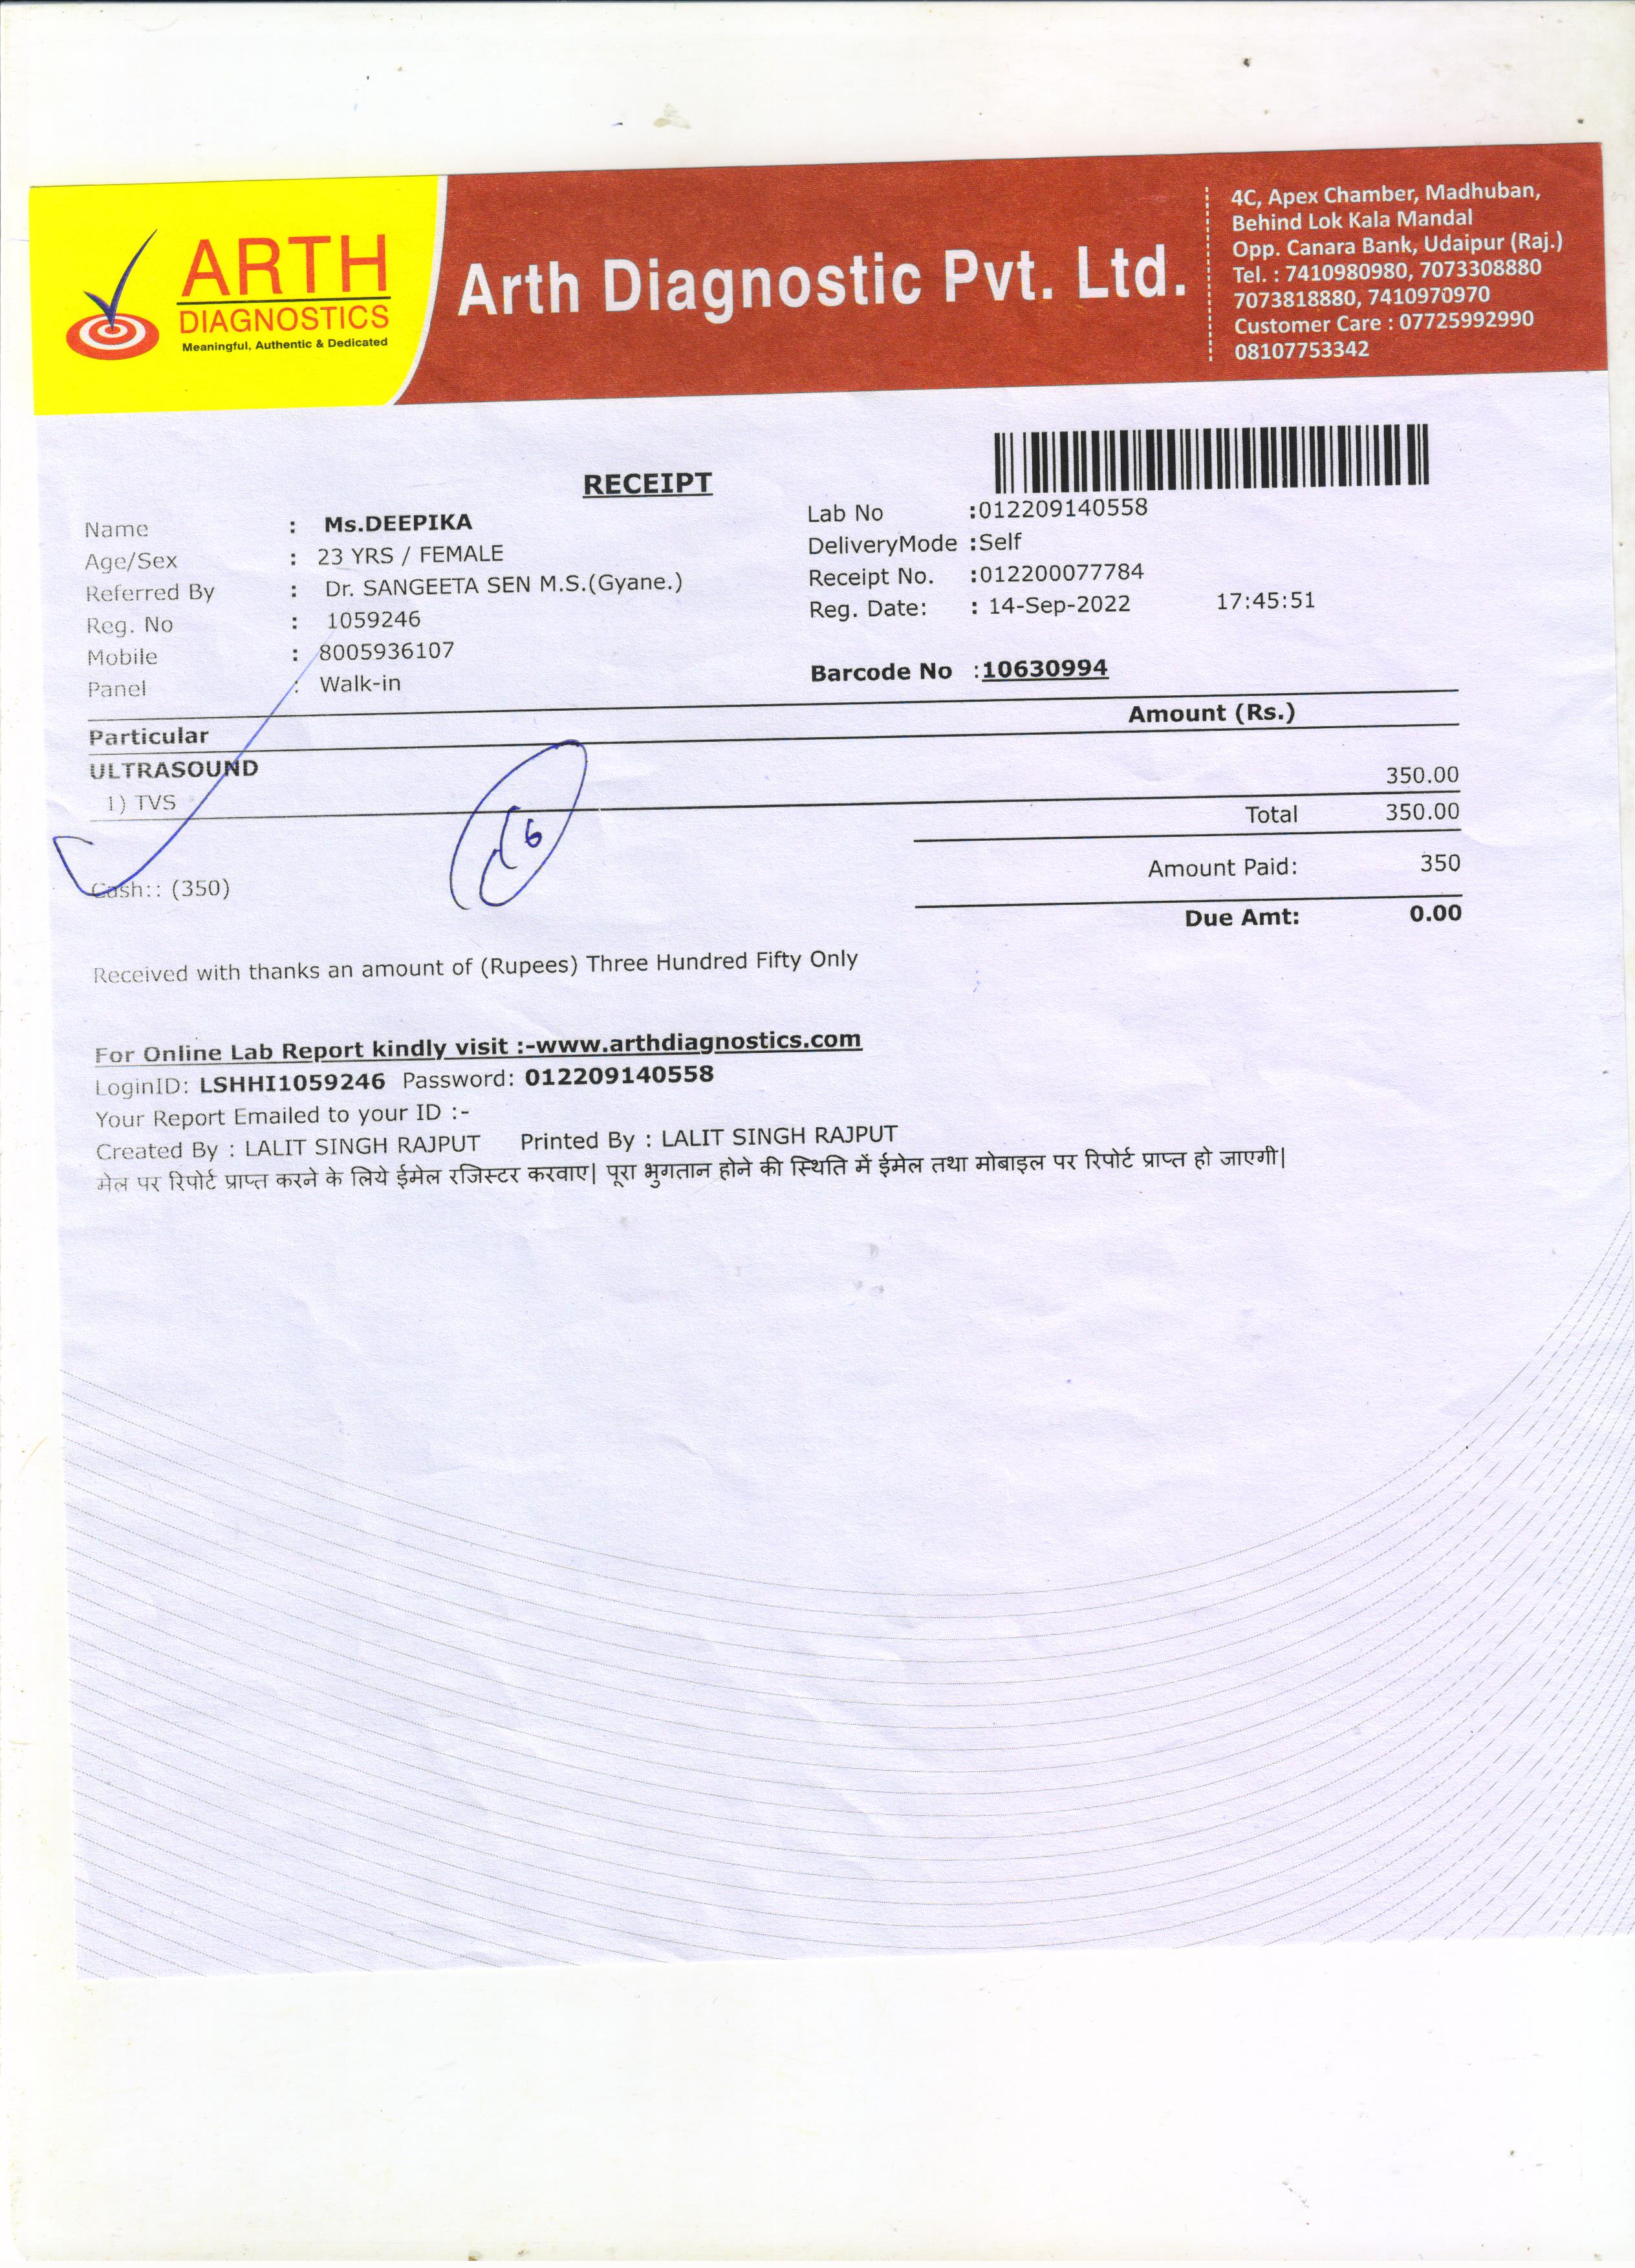 ARTH
DIAGNOSTICS
Meaningful, Authentic & Dedicated
Arth Diagnostic Pvt. Ltd.
4C, Apex Chamber, Madhuban,
Behind Lok Kala Mandal
Opp. Canara Bank, Udaipur (Raj.)
Tel. : 7410980980, 7073308880
7073818880, 7410970970
Customer Care : 07725992990
08107753342
RECEIPT
Name : Ms.DEEPIKA
Age/Sex : 23 YRS / FEMALE
Referred By : Dr. SANGEETA SEN M.S.(Gyane.)
Reg. No : 1059246
Mobile : 8005936107
Panel : Walk-in
Lab No :012209140558
DeliveryMode :Self
Receipt No. :012200077784
Reg. Date: : 14-Sep-2022 17:45:51
Barcode No :10630994
Particular Amount (Rs.)
ULTRASOUND
1) TVS 350.00
Total 350.00
Amount Paid: 350
Cash:: (350)
Due Amt: 0.00
Received with thanks an amount of (Rupees) Three Hundred Fifty Only
For Online Lab Report kindly visit :-www.arthdiagnostics.com
LoginID: LSHHI1059246 Password: 012209140558
Your Report Emailed to your ID :-
Created By : LALIT SINGH RAJPUT Printed By : LALIT SINGH RAJPUT
मेल पर रिपोर्ट प्राप्त करने के लिये ईमेल रजिस्टर करवाए| पूरा भुगतान होने की स्थिति में ईमेल तथा मोबाइल पर रिपोर्ट प्राप्त हो जाएगी|